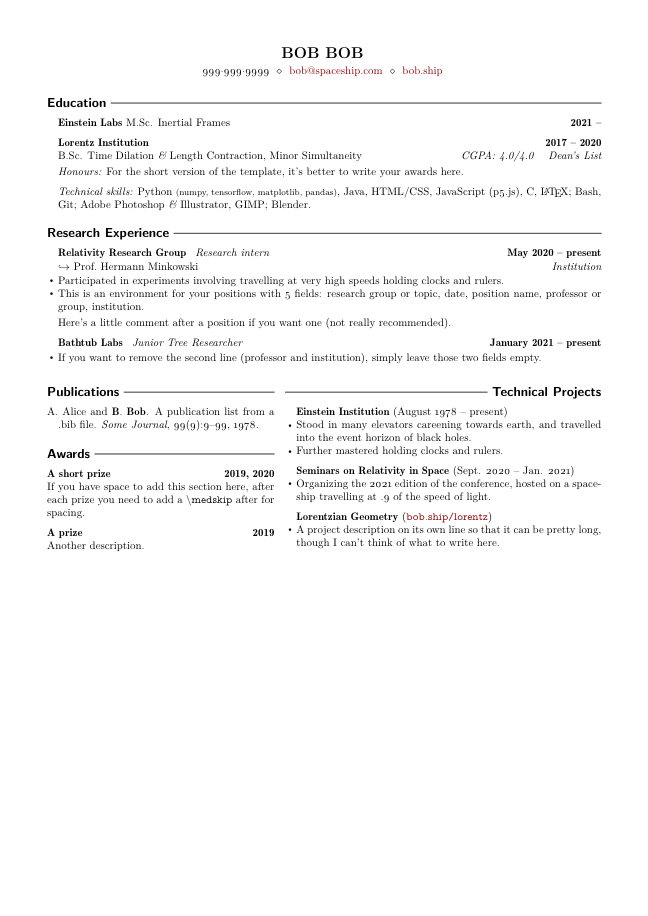 BOB BOB
999-999-9999 ⋄ bob@spaceship.com ⋄ bob.ship
Education
Einstein Labs M.Sc. Inertial Frames 2021 –
Lorentz Institution 2017 – 2020
B.Sc. Time Dilation & Length Contraction, Minor Simultaneity CGPA: 4.0/4.0 Dean's List
Honours: For the short version of the template, it's better to write your awards here.
Technical skills: Python (numpy, tensorflow, matplotlib, pandas), Java, HTML/CSS, JavaScript (p5.js), C, LATEX; Bash,
Git; Adobe Photoshop & Illustrator, GIMP; Blender.
Research Experience
Relativity Research Group Research intern May 2020 – present
↪ Prof. Hermann Minkowski Institution
• Participated in experiments involving travelling at very high speeds holding clocks and rulers.
• This is an environment for your positions with 5 fields: research group or topic, date, position name, professor or
group, institution.
Here's a little comment after a position if you want one (not really recommended).
Bathtub Labs Junior Tree Researcher January 2021 – present
• If you want to remove the second line (professor and institution), simply leave those two fields empty.
Publications
A. Alice and B. Bob. A publication list from a
.bib file. Some Journal, 99(9):9–99, 1978.
Awards
A short prize 2019, 2020
If you have space to add this section here, after
each prize you need to add a \medskip after for
spacing.
A prize 2019
Another description.
Technical Projects
Einstein Institution (August 1978 – present)
• Stood in many elevators careening towards earth, and travelled
into the event horizon of black holes.
• Further mastered holding clocks and rulers.
Seminars on Relativity in Space (Sept. 2020 – Jan. 2021)
• Organizing the 2021 edition of the conference, hosted on a space-
ship travelling at .9 of the speed of light.
Lorentzian Geometry (bob.ship/lorentz)
• A project description on its own line so that it can be pretty long,
though I can't think of what to write here.